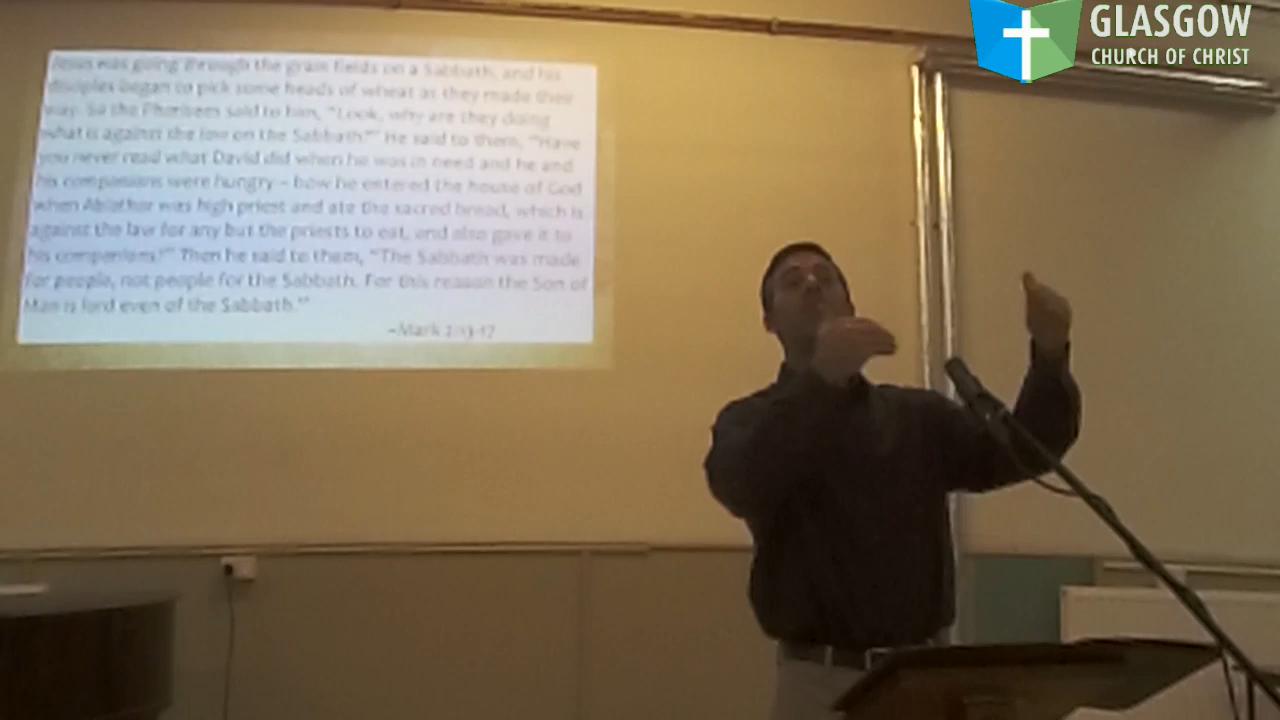 Jesus was going through the grain fields on a Sabbath, and his
disciples began to pick some heads of wheat as they made their
way. So the Pharisees said to him, "Look, why are they doing
what is against the law on the Sabbath?" He said to them, "Have
you never read what David did when he was in need and he and
his companions were hungry – how he entered the house of God
when Abiathar was high priest and ate the sacred bread, which is
against the law for any but the priests to eat, and also gave it to
his companions?" Then he said to them, "The Sabbath was made
for people, not people for the Sabbath. For this reason the Son of
Man is lord even of the Sabbath."
~Mark 2:23-27
GLASGOW
CHURCH OF CHRIST